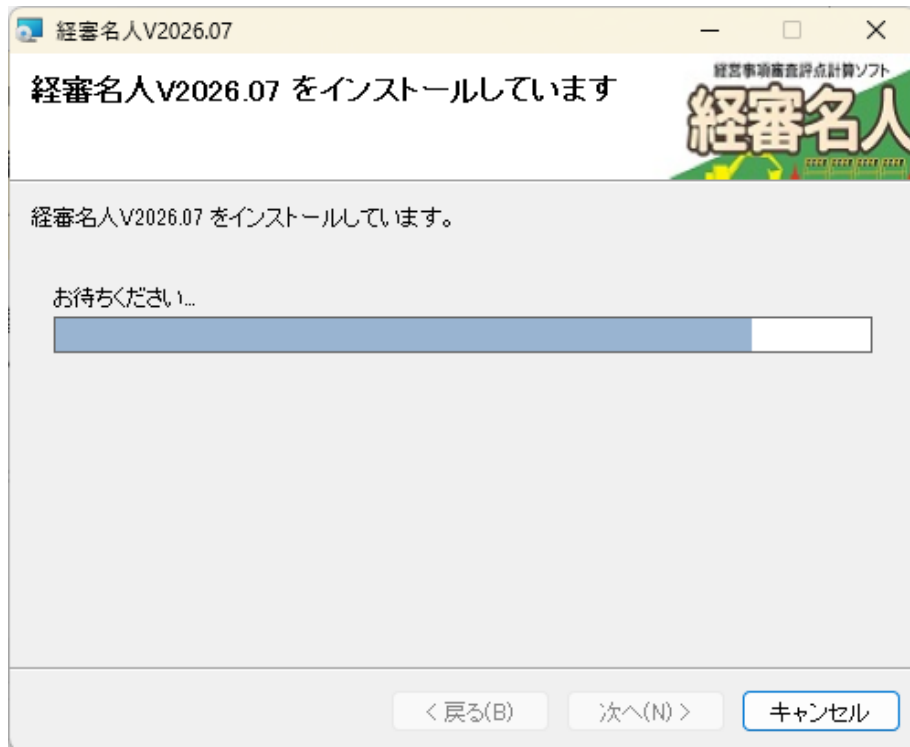 経審名人V2026.07
経審名人V2026.07 をインストールしています
経営事項審査評点計算ソフト
経審名人
経審名人V2026.07 をインストールしています。
お待ちください...
< 戻る(B)
次へ(N) >
キャンセル